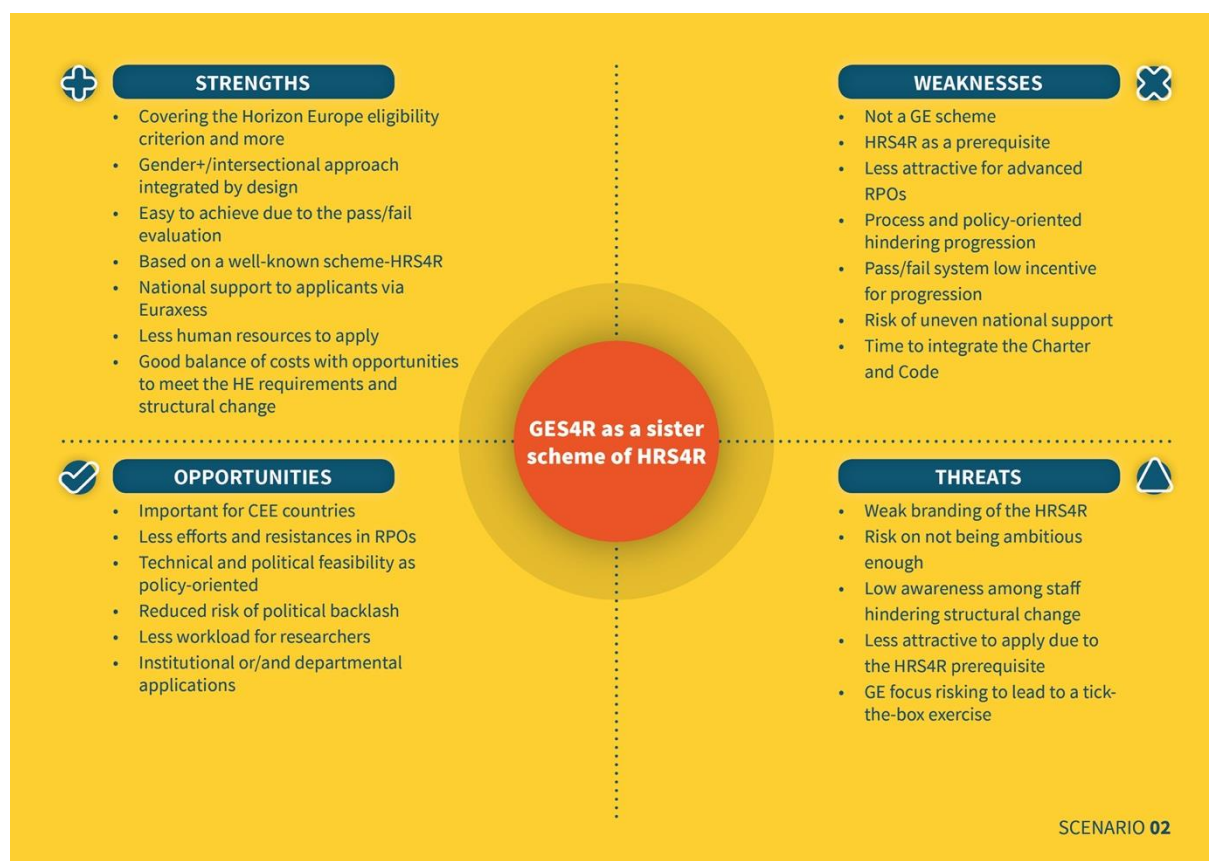 STRENGTHS
• Covering the Horizon Europe eligibility
criterion and more
• Gender+/intersectional approach
integrated by design
• Easy to achieve due to the pass/fail
evaluation
• Based on a well-known scheme-HRS4R
• National support to applicants via
Euraxess
• Less human resources to apply
• Good balance of costs with opportunities
to meet the HE requirements and
structural change
WEAKNESSES
• Not a GE scheme
• HRS4R as a prerequisite
• Less attractive for advanced
RPOs
• Process and policy-oriented
hindering progression
• Pass/fail system low incentive
for progression
• Risk of uneven national support
• Time to integrate the Charter
and Code
GES4R as a sister
scheme of HRS4R
OPPORTUNITIES
• Important for CEE countries
• Less efforts and resistances in RPOs
• Technical and political feasibility as
policy-oriented
• Reduced risk of political backlash
• Less workload for researchers
• Institutional or/and departmental
applications
THREATS
• Weak branding of the HRS4R
• Risk on not being ambitious
enough
• Low awareness among staff
hindering structural change
• Less attractive to apply due to
the HRS4R prerequisite
• GE focus risking to lead to a tick-
the-box exercise
SCENARIO 02